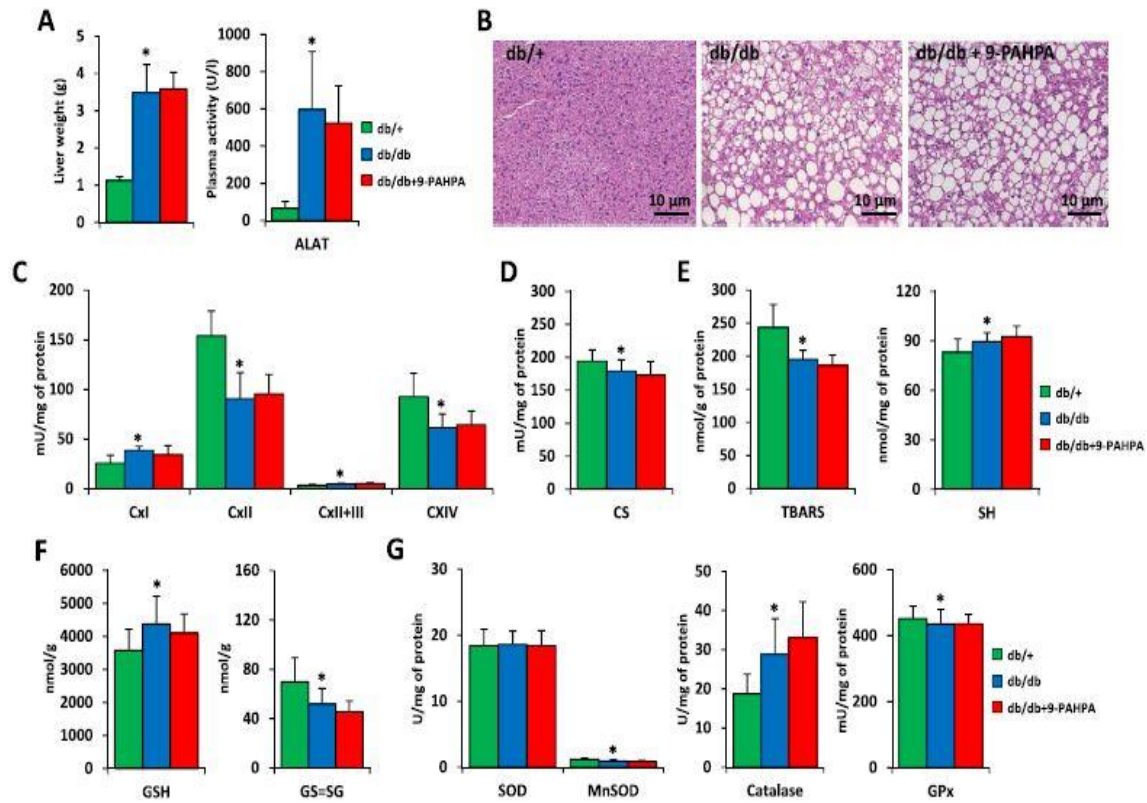 A
Liver weight (g)
5
4
3
2
1
0
*
Plasma activity (U/l)
1000
800
600
400
200
0
*
ALAT
db/+
db/db
db/db+9-PAHPA
B
db/+
10 µm
db/db
10 µm
db/db + 9-PAHPA
10 µm
C
mU/mg of protein
200
150
100
50
0
*
*
*
*
CxI
CxII
CxII+III
CXIV
D
mU/mg of protein
300
250
200
150
100
50
0
*
CS
E
nmol/g of protein
300
250
200
150
100
50
0
*
TBARS
nmol/mg of protein
120
90
60
30
0
*
SH
db/+
db/db
db/db+9-PAHPA
F
nmol/g
6000
5000
4000
3000
2000
1000
0
*
GSH
nmol/g
160
120
80
40
0
*
GS=SG
G
U/mg of protein
30
20
10
0
*
SOD
MnSOD
U/mg of protein
50
40
30
20
10
0
*
Catalase
mU/mg of protein
600
400
200
0
*
GPx
db/+
db/db
db/db+9-PAHPA